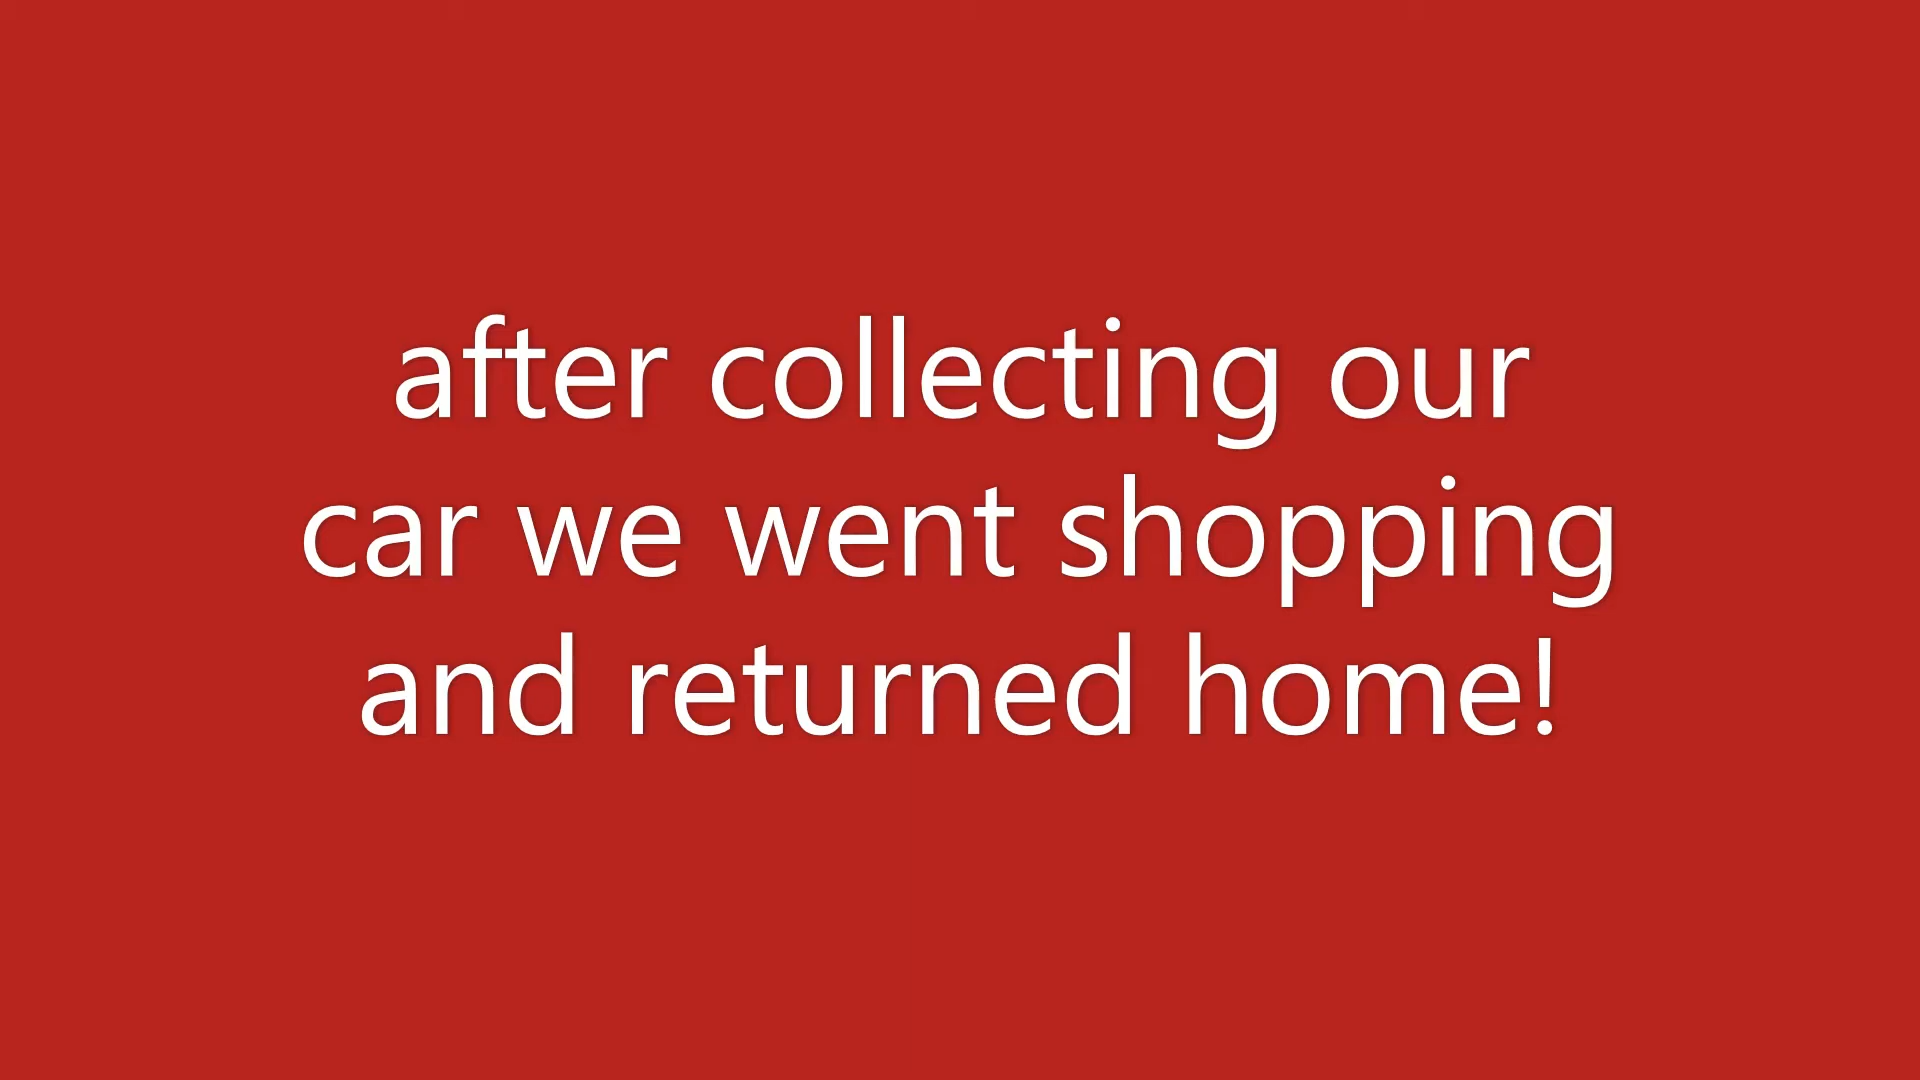 after collecting our
car we went shopping
and returned home!